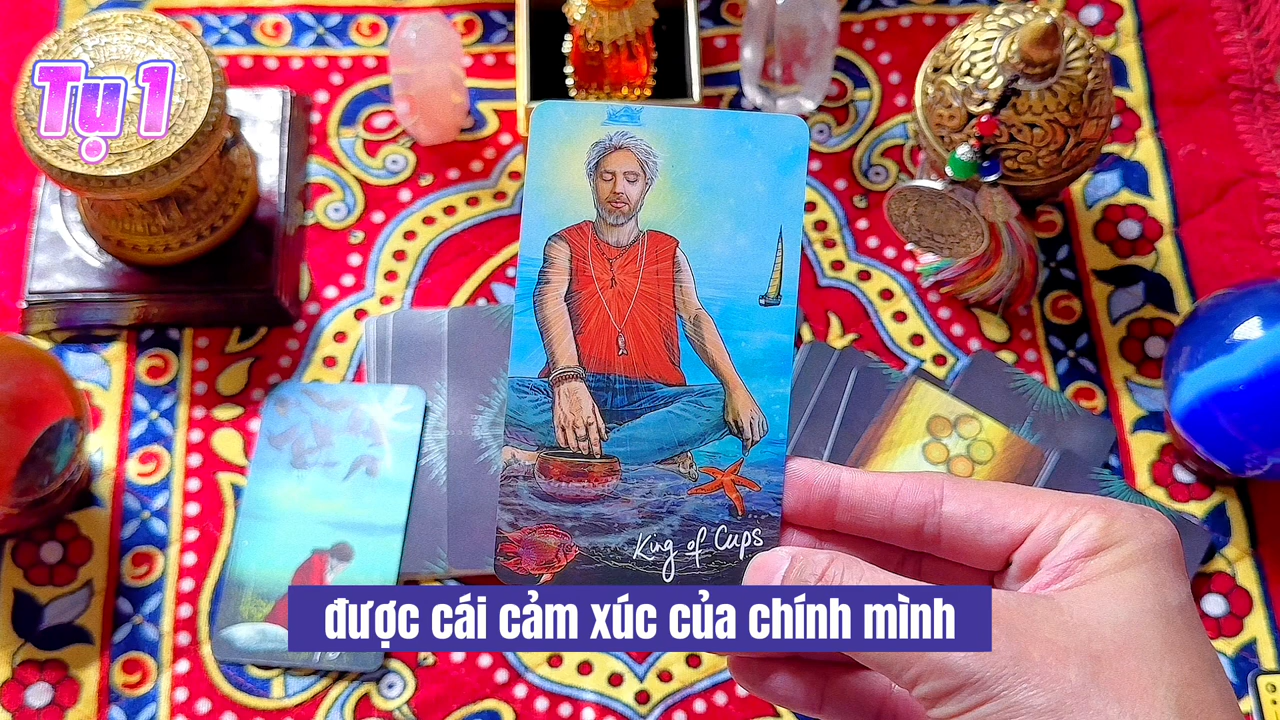 Tụ 1
King of Cups
được cái cảm xúc của chính mình